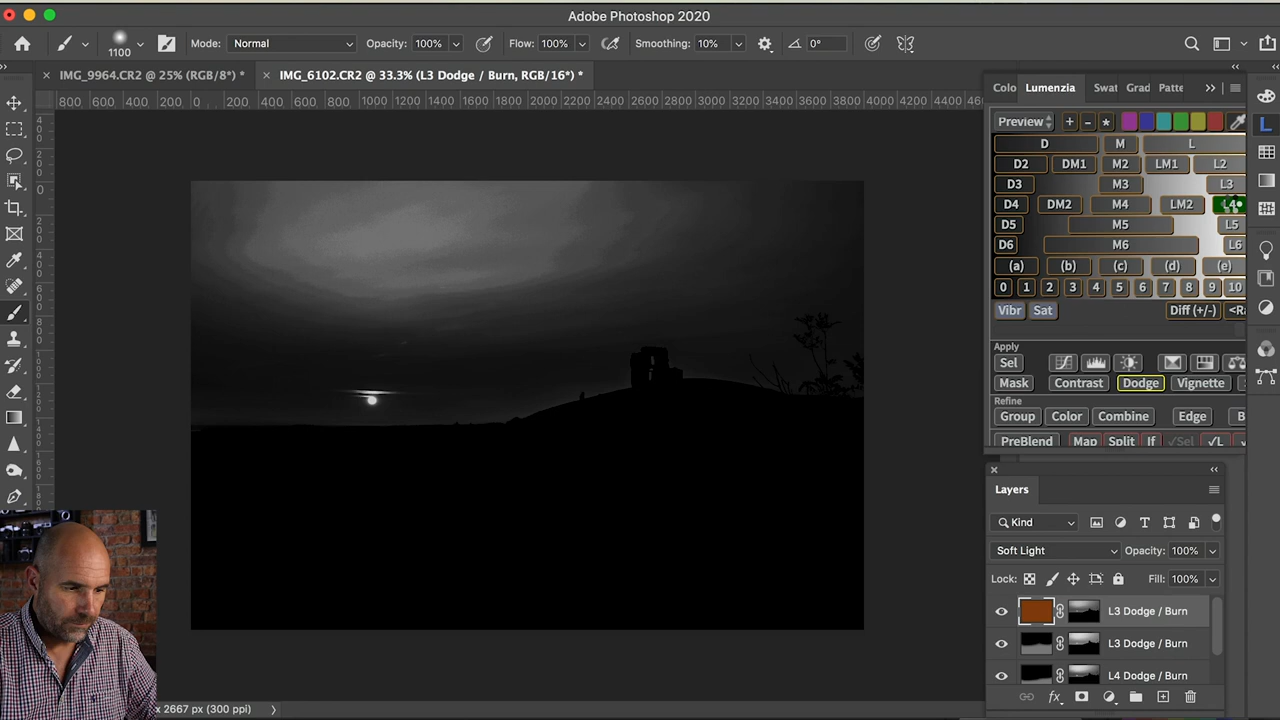 Adobe Photoshop 2020
1100 Mode: Normal Opacity: 100% Flow: 100% Smoothing: 10% 0°
IMG_9964.CR2 @ 25% (RGB/8*) * IMG_6102.CR2 @ 33.3% (L3 Dodge / Burn, RGB/16*) *
800 600 400 200 0 200 400 600 800 1000 1200 1400 1600 1800 2000 2200 2400 2600 2800 3000 3200 3400 3600 3800 4000 4200 4400 4600
Colo Lumenzia Swat Grad Patte
Preview + - *
D M L
D2 DM1 M2 LM1 L2
D3 M3 L3
D4 DM2 M4 LM2 L4
D5 M5 L5
D6 M6 L6
(a) (b) (c) (d) (e)
0 1 2 3 4 5 6 7 8 9 10
Vibr Sat Diff (+/-) <Ra
Apply
Sel
Mask Contrast Dodge Vignette
Refine
Group Color Combine Edge B
PreBlend Map Split If √Sel √L
Layers
Kind
Soft Light Opacity: 100%
Lock: Fill: 100%
L3 Dodge / Burn
L3 Dodge / Burn
L4 Dodge / Burn
fx
x 2667 px (300 ppi)